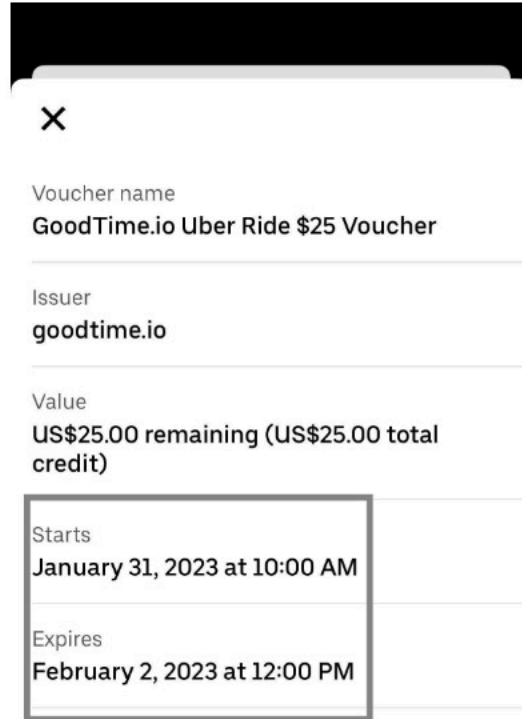 Voucher name
GoodTime.io Uber Ride $25 Voucher
Issuer
goodtime.io
Value
US$25.00 remaining (US$25.00 total
credit)
Starts
January 31, 2023 at 10:00 AM
Expires
February 2, 2023 at 12:00 PM